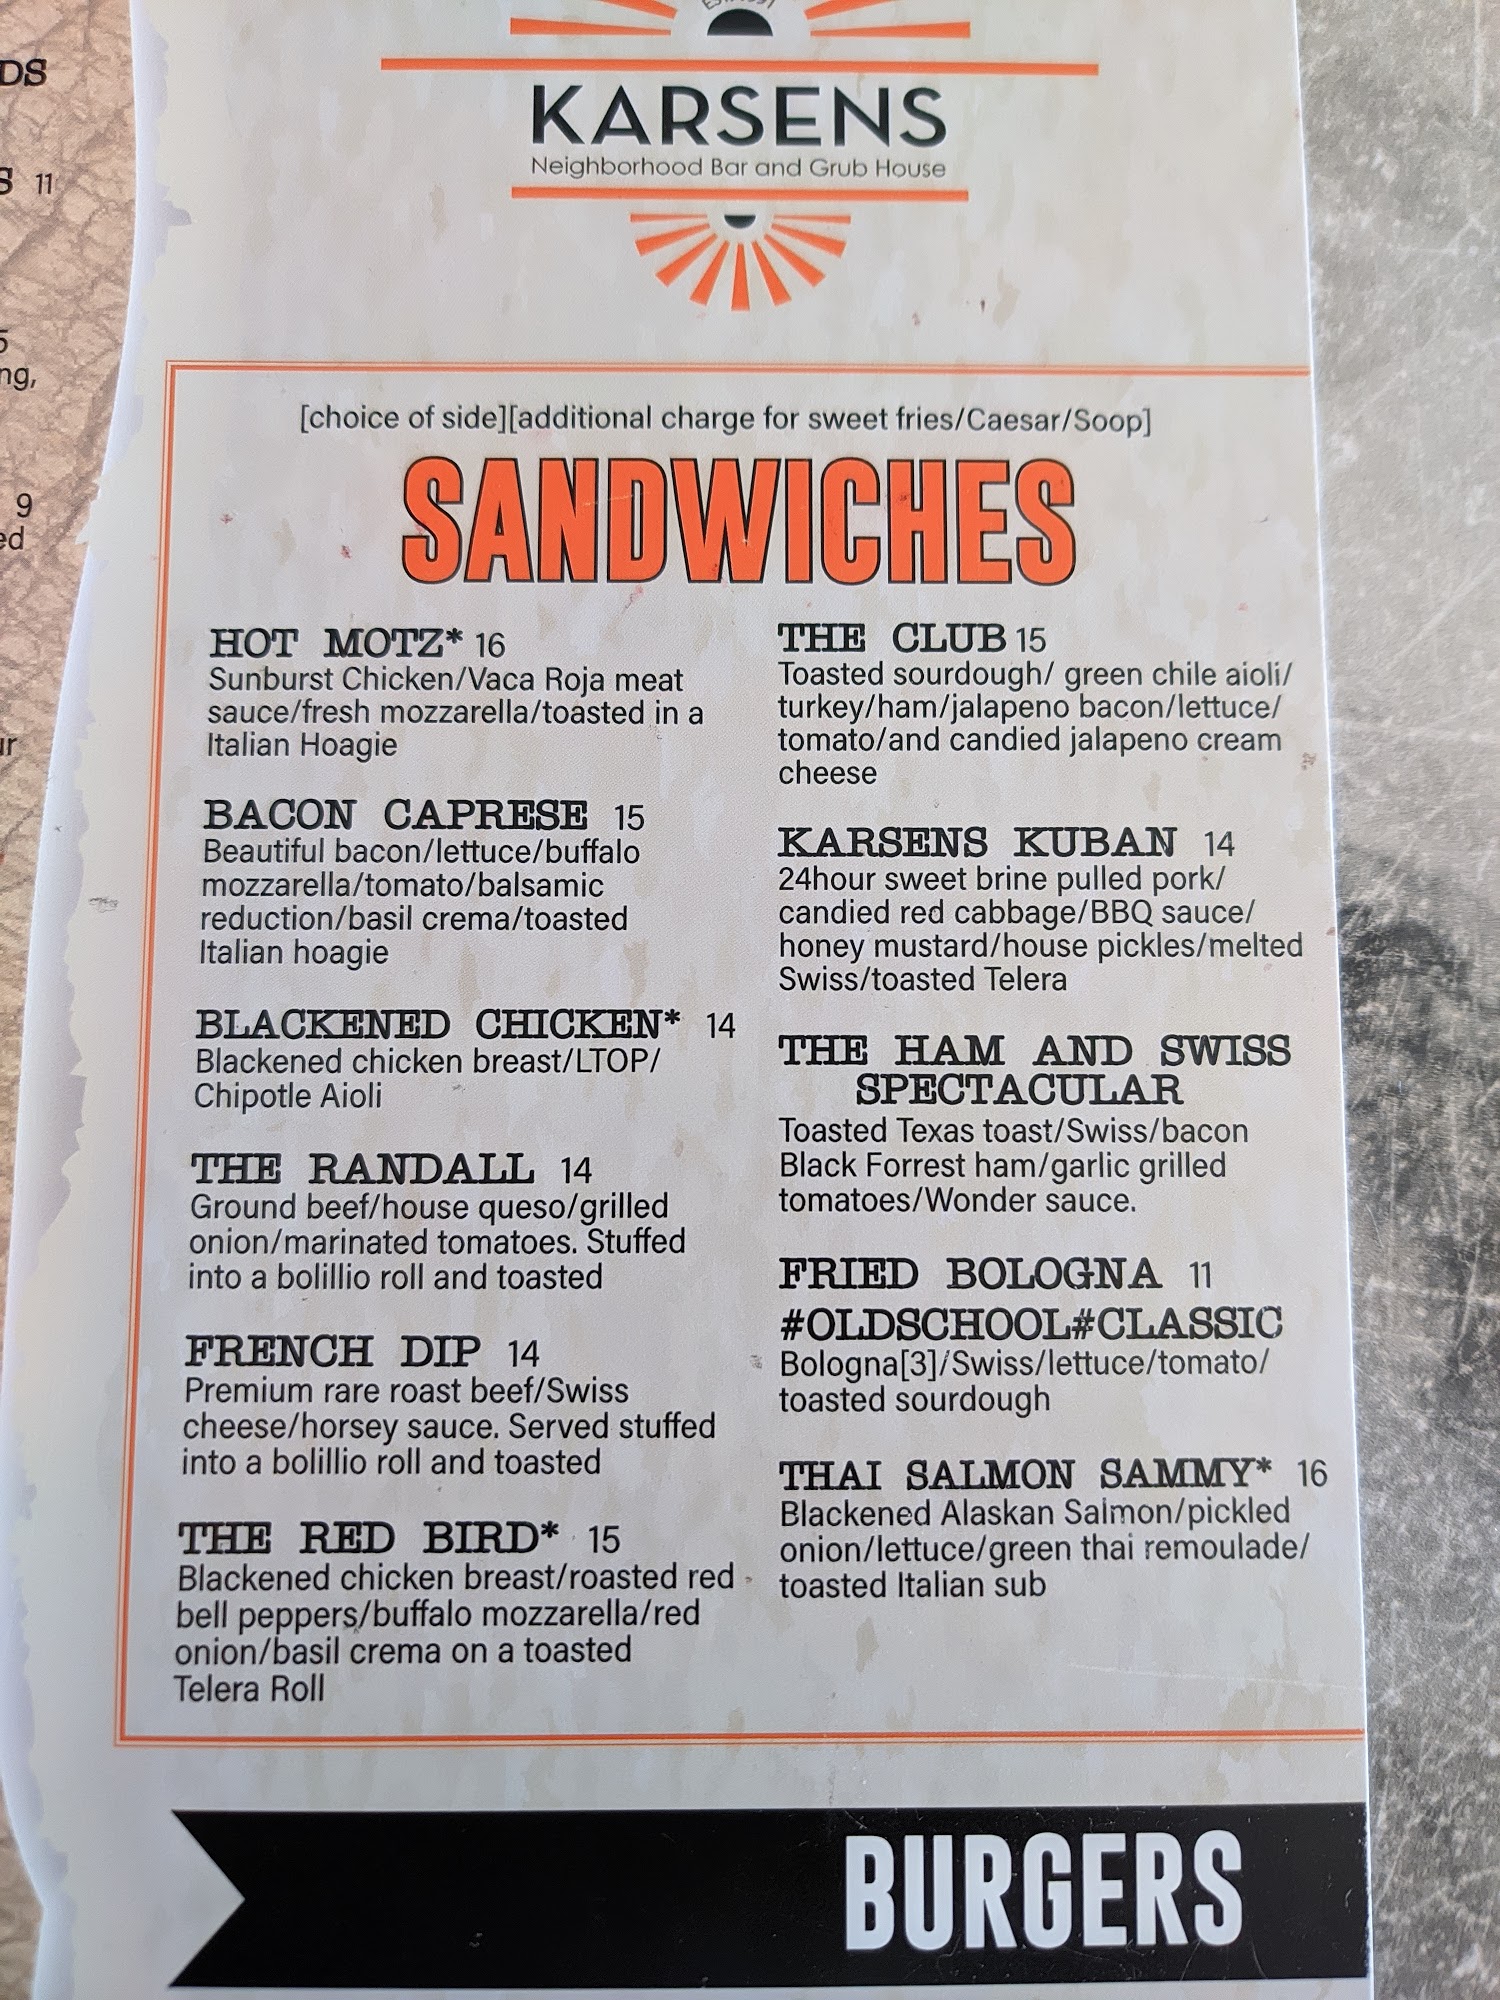 DS
S 11
5
ng,
9
ed
ur
KARSENS
Neighborhood Bar and Grub House
[choice of side][additional charge for sweet fries/Caesar/Soop]
SANDWICHES
HOT MOTZ* 16
Sunburst Chicken/Vaca Roja meat
sauce/fresh mozzarella/toasted in a
Italian Hoagie
BACON CAPRESE 15
Beautiful bacon/lettuce/buffalo
mozzarella/tomato/balsamic
reduction/basil crema/toasted
Italian hoagie
BLACKENED CHICKEN* 14
Blackened chicken breast/LTOP/
Chipotle Aioli
THE RANDALL 14
Ground beef/house queso/grilled
onion/marinated tomatoes. Stuffed
into a bolillio roll and toasted
FRENCH DIP 14
Premium rare roast beef/Swiss
cheese/horsey sauce. Served stuffed
into a bolillio roll and toasted
THE RED BIRD* 15
Blackened chicken breast/roasted red
bell peppers/buffalo mozzarella/red
onion/basil crema on a toasted
Telera Roll
THE CLUB 15
Toasted sourdough/ green chile aioli/
turkey/ham/jalapeno bacon/lettuce/
tomato/and candied jalapeno cream
cheese
KARSENS KUBAN 14
24hour sweet brine pulled pork/
candied red cabbage/BBQ sauce/
honey mustard/house pickles/melted
Swiss/toasted Telera
THE HAM AND SWISS
SPECTACULAR
Toasted Texas toast/Swiss/bacon
Black Forrest ham/garlic grilled
tomatoes/Wonder sauce.
FRIED BOLOGNA 11
#OLDSCHOOL#CLASSIC
Bologna[3]/Swiss/lettuce/tomato/
toasted sourdough
THAI SALMON SAMMY* 16
Blackened Alaskan Salmon/pickled
onion/lettuce/green thai remoulade/
toasted Italian sub
BURGERS